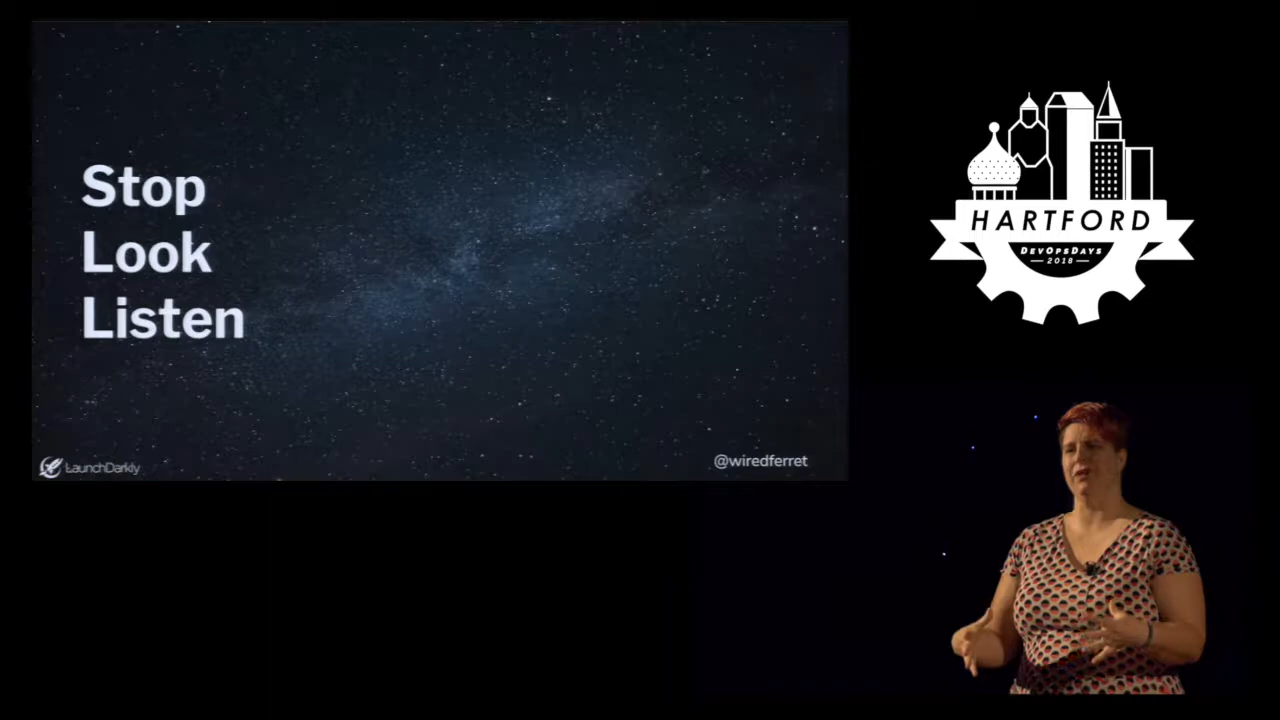 Stop
Look
Listen
LaunchDarkly
@wiredferret
HARTFORD
DEVOPSDAYS
2018